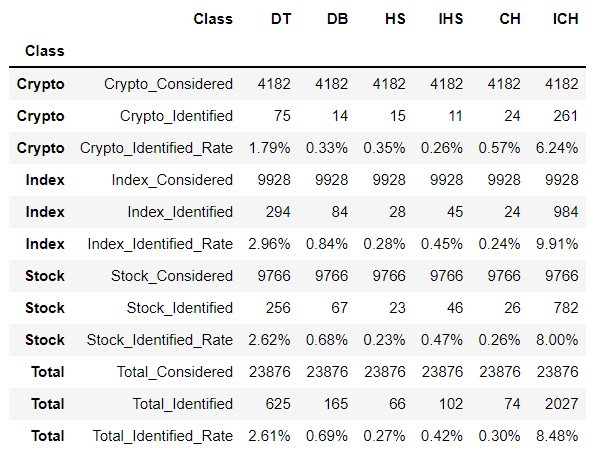 Class DT DB HS IHS CH ICH
Class
Crypto Crypto_Considered 4182 4182 4182 4182 4182 4182
Crypto Crypto_Identified 75 14 15 11 24 261
Crypto Crypto_Identified_Rate 1.79% 0.33% 0.35% 0.26% 0.57% 6.24%
Index Index_Considered 9928 9928 9928 9928 9928 9928
Index Index_Identified 294 84 28 45 24 984
Index Index_Identified_Rate 2.96% 0.84% 0.28% 0.45% 0.24% 9.91%
Stock Stock_Considered 9766 9766 9766 9766 9766 9766
Stock Stock_Identified 256 67 23 46 26 782
Stock Stock_Identified_Rate 2.62% 0.68% 0.23% 0.47% 0.26% 8.00%
Total Total_Considered 23876 23876 23876 23876 23876 23876
Total Total_Identified 625 165 66 102 74 2027
Total Total_Identified_Rate 2.61% 0.69% 0.27% 0.42% 0.30% 8.48%